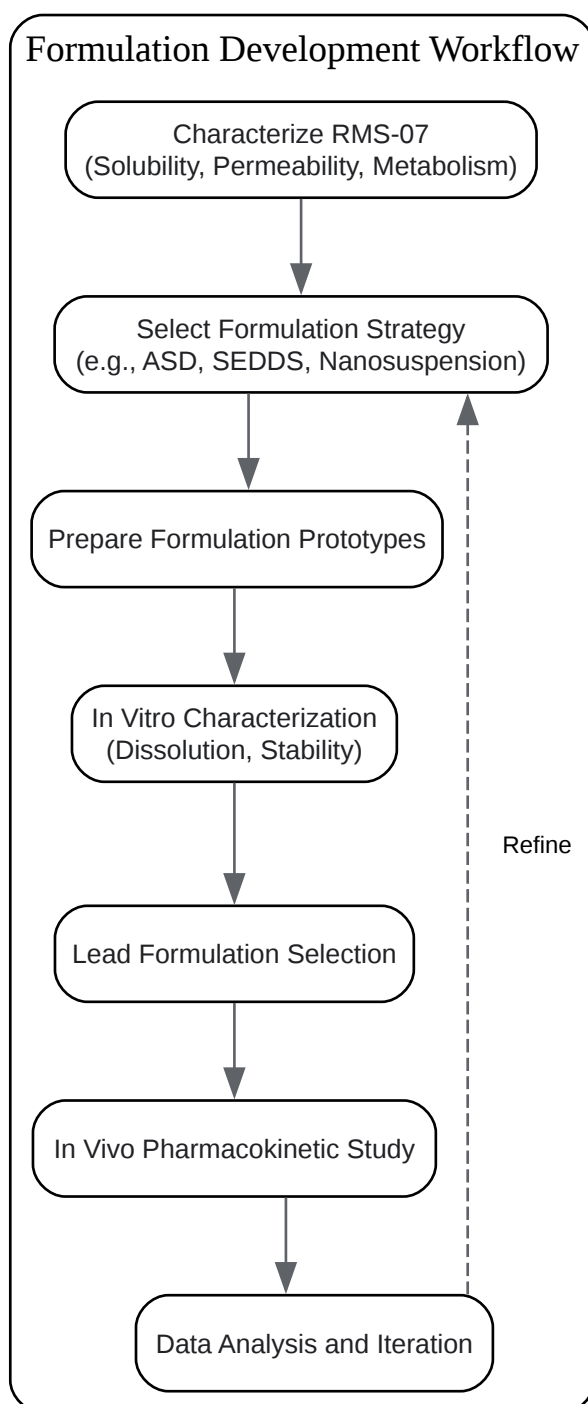 Formulation Development Workflow
Characterize RMS-07
(Solubility, Permeability, Metabolism)
Select Formulation Strategy
(e.g., ASD, SEDDS, Nanosuspension)
Prepare Formulation Prototypes
In Vitro Characterization
(Dissolution, Stability)
Refine
Lead Formulation Selection
In Vivo Pharmacokinetic Study
Data Analysis and Iteration